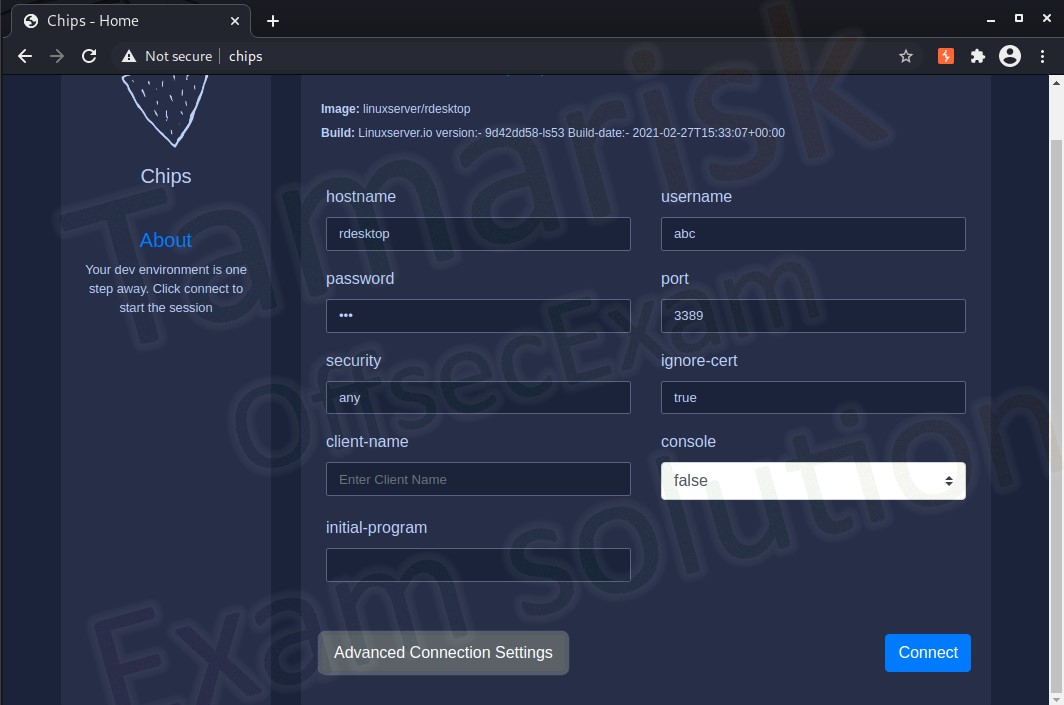 Chips - Home
Not secure
chips
Image: linuxserver/rdesktop
Build: Linuxserver.io version:- 9d42dd58-ls53 Build-date:- 2021-02-27T15:33:07+00:00
Chips
About
Your dev environment is one
step away. Click connect to
start the session
hostname
username
rdesktop
abc
password
port
•••
3389
security
ignore-cert
any
true
client-name
console
Enter Client Name
false
initial-program
Advanced Connection Settings
Connect
Tamarisk
OffsecExam
Exam solution